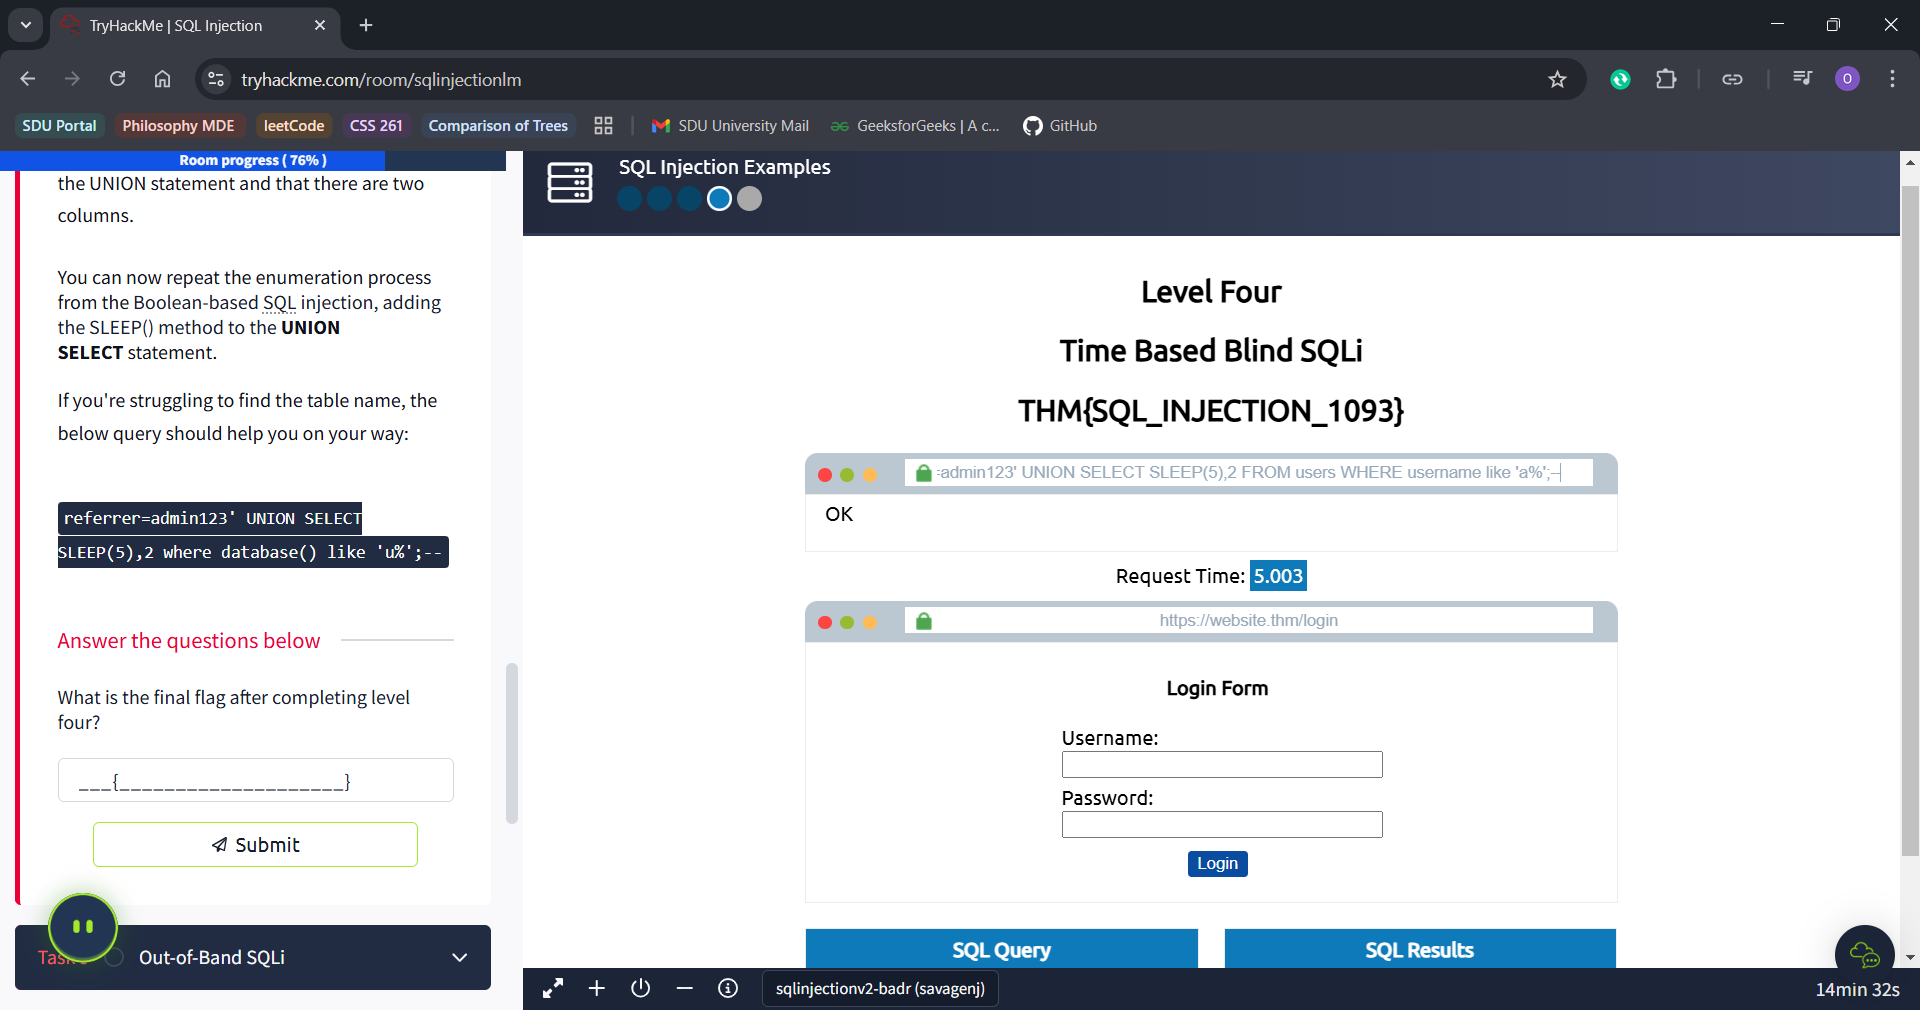 TryHackMe | SQL Injection
tryhackme.com/room/sqlinjectionlm
O
SDU Portal
Philosophy MDE
leetCode
CSS 261
Comparison of Trees
SDU University Mail
GeeksforGeeks | A c...
GitHub
Room progress ( 76% )
the UNION statement and that there are two
columns.
You can now repeat the enumeration process
from the Boolean-based SQL injection, adding
the SLEEP() method to the UNION
SELECT statement.
If you're struggling to find the table name, the
below query should help you on your way:
referrer=admin123' UNION SELECT
SLEEP(5),2 where database() like 'u%';--
Answer the questions below
What is the final flag after completing level
four?
___{____________________}
Submit
Out-of-Band SQLi
SQL Injection Examples
Level Four
Time Based Blind SQLi
THM{SQL_INJECTION_1093}
=admin123' UNION SELECT SLEEP(5),2 FROM users WHERE username like 'a%';--
OK
Request Time: 5.003
https://website.thm/login
Login Form
Username:
Password:
Login
SQL Query
SQL Results
sqlinjectionv2-badr (savagenj)
14min 32s